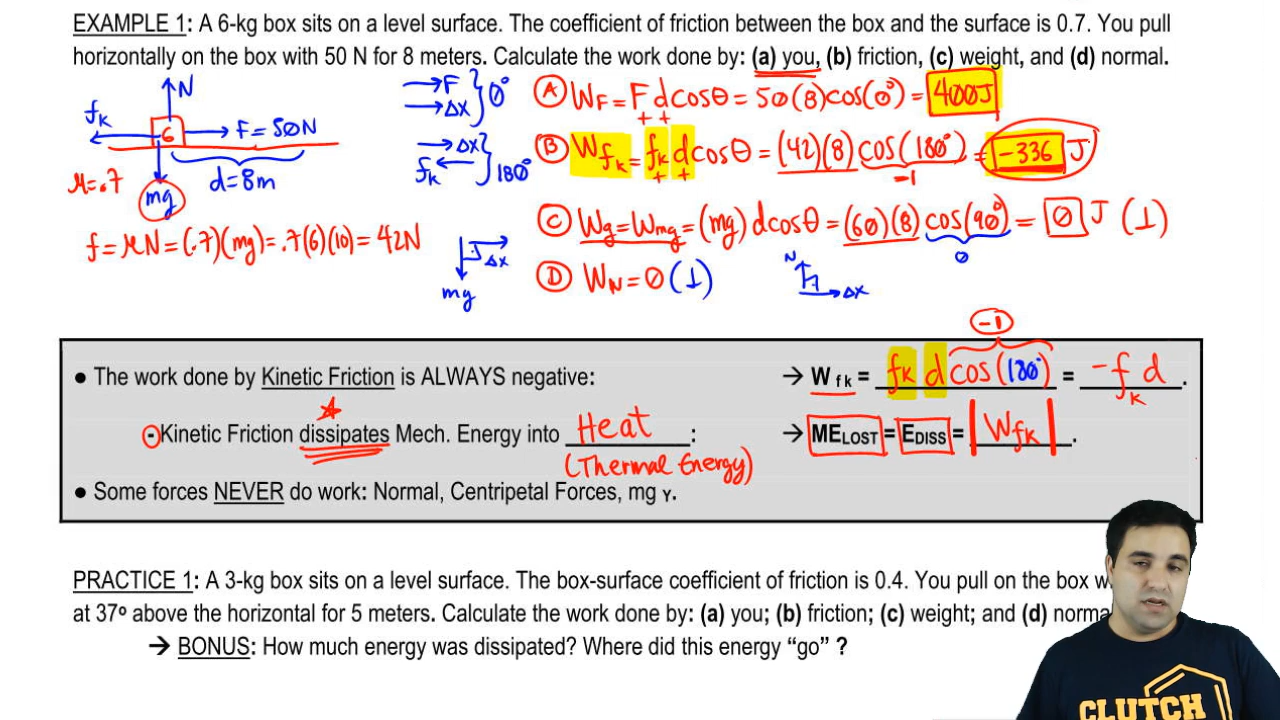 EXAMPLE 1: A 6-kg box sits on a level surface. The coefficient of friction between the box and the surface is 0.7. You pull
horizontally on the box with 50 N for 8 meters. Calculate the work done by: (a) you, (b) friction, (c) weight, and (d) normal.
N
fk
6
F = 50N
μ = .7
mg
d = 8m
f = μN = (.7)(mg) = .7(6)(10) = 42N
F
Δx
0°
Δx
fk
180°
Δx
mg
(A) WF = F d cosθ = 50(8)cos(0°) = 400J
+ +
(B) Wfk = fk d cosθ = (42)(8) cos(180°) = -336 J
+ + -1
(C) Wg = Wmg = (mg) d cosθ = (60)(8) cos(90°) = 0 J (⊥)
0
(D) WN = 0 (⊥)
N
Δx
-1
● The work done by Kinetic Friction is ALWAYS negative: → W fk = fk d cos(180°) = -fk d.
-Kinetic Friction dissipates Mech. Energy into Heat: → MELOST = EDISS = |Wfk|.
(Thermal Energy)
● Some forces NEVER do work: Normal, Centripetal Forces, mg Y.
PRACTICE 1: A 3-kg box sits on a level surface. The box-surface coefficient of friction is 0.4. You pull on the box w
at 37º above the horizontal for 5 meters. Calculate the work done by: (a) you; (b) friction; (c) weight; and (d) norma
→ BONUS: How much energy was dissipated? Where did this energy “go” ?
CLUTCH